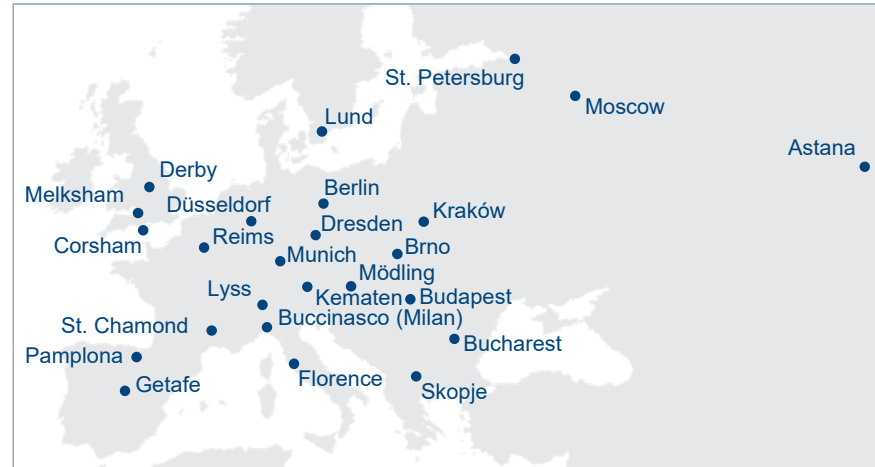 St. Petersburg
Moscow
Lund
Astana
Derby
Melksham
Berlin
Düsseldorf
Kraków
Dresden
Corsham
Reims
Brno
Munich
Mödling
Lyss
Kematen
Budapest
St. Chamond
Buccinasco (Milan)
Bucharest
Pamplona
Florence
Getafe
Skopje